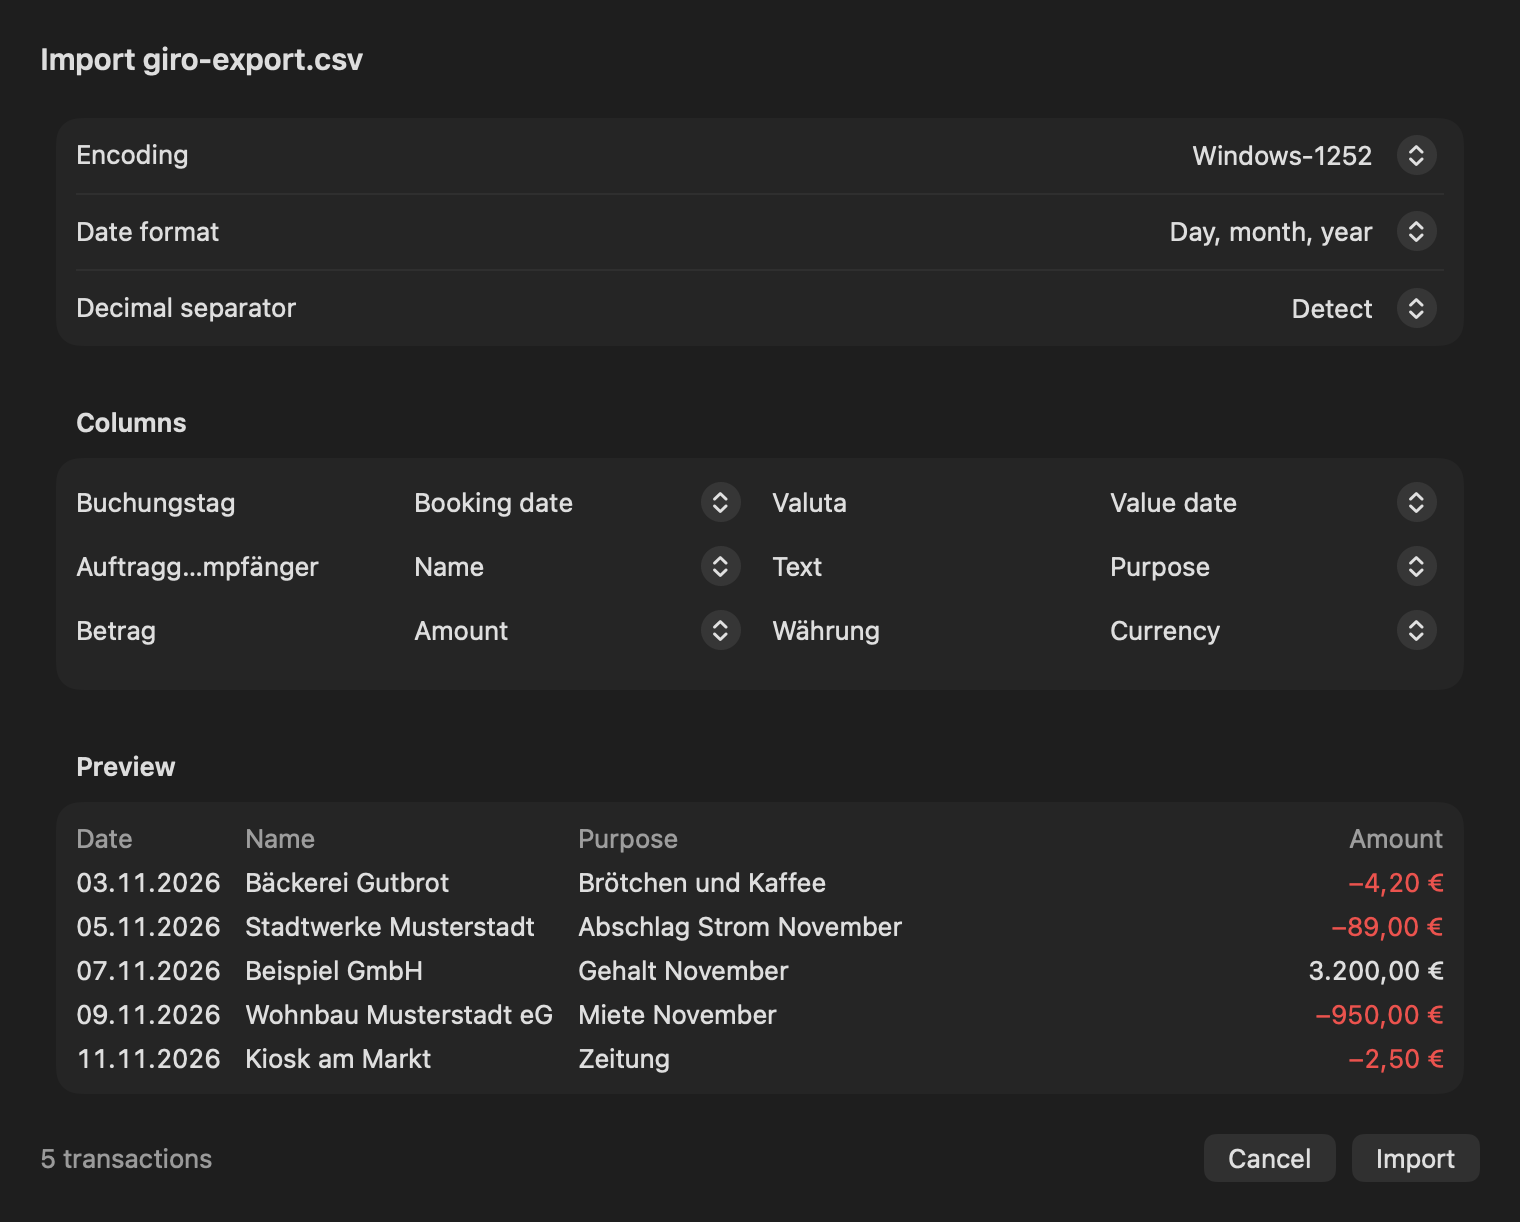 Import giro-export.csv
Encoding Windows-1252
Date format Day, month, year
Decimal separator Detect
Columns
Buchungstag Booking date Valuta Value date
Auftragg...mpfänger Name Text Purpose
Betrag Amount Währung Currency
Preview
Date Name Purpose Amount
03.11.2026 Bäckerei Gutbrot Brötchen und Kaffee −4,20 €
05.11.2026 Stadtwerke Musterstadt Abschlag Strom November −89,00 €
07.11.2026 Beispiel GmbH Gehalt November 3.200,00 €
09.11.2026 Wohnbau Musterstadt eG Miete November −950,00 €
11.11.2026 Kiosk am Markt Zeitung −2,50 €
5 transactions Cancel Import